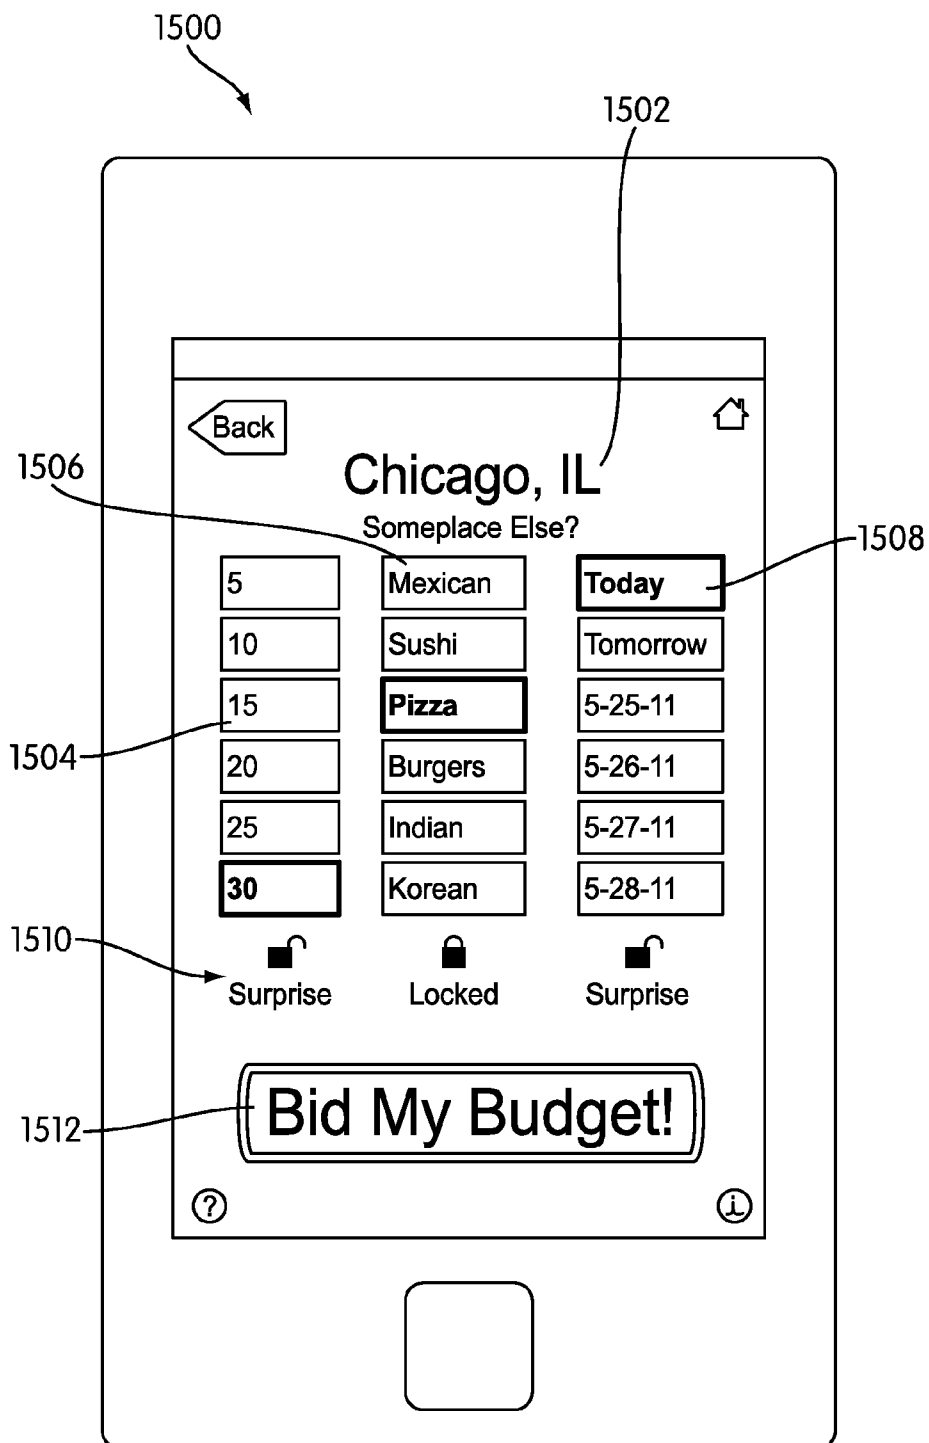 1500
1502
Back
1506
Chicago, IL
Someplace Else?
1508
5 Mexican Today
10 Sushi Tomorrow
15 Pizza 5-25-11
1504
20 Burgers 5-26-11
25 Indian 5-27-11
30 Korean 5-28-11
1510
Surprise Locked Surprise
1512
Bid My Budget!
? i